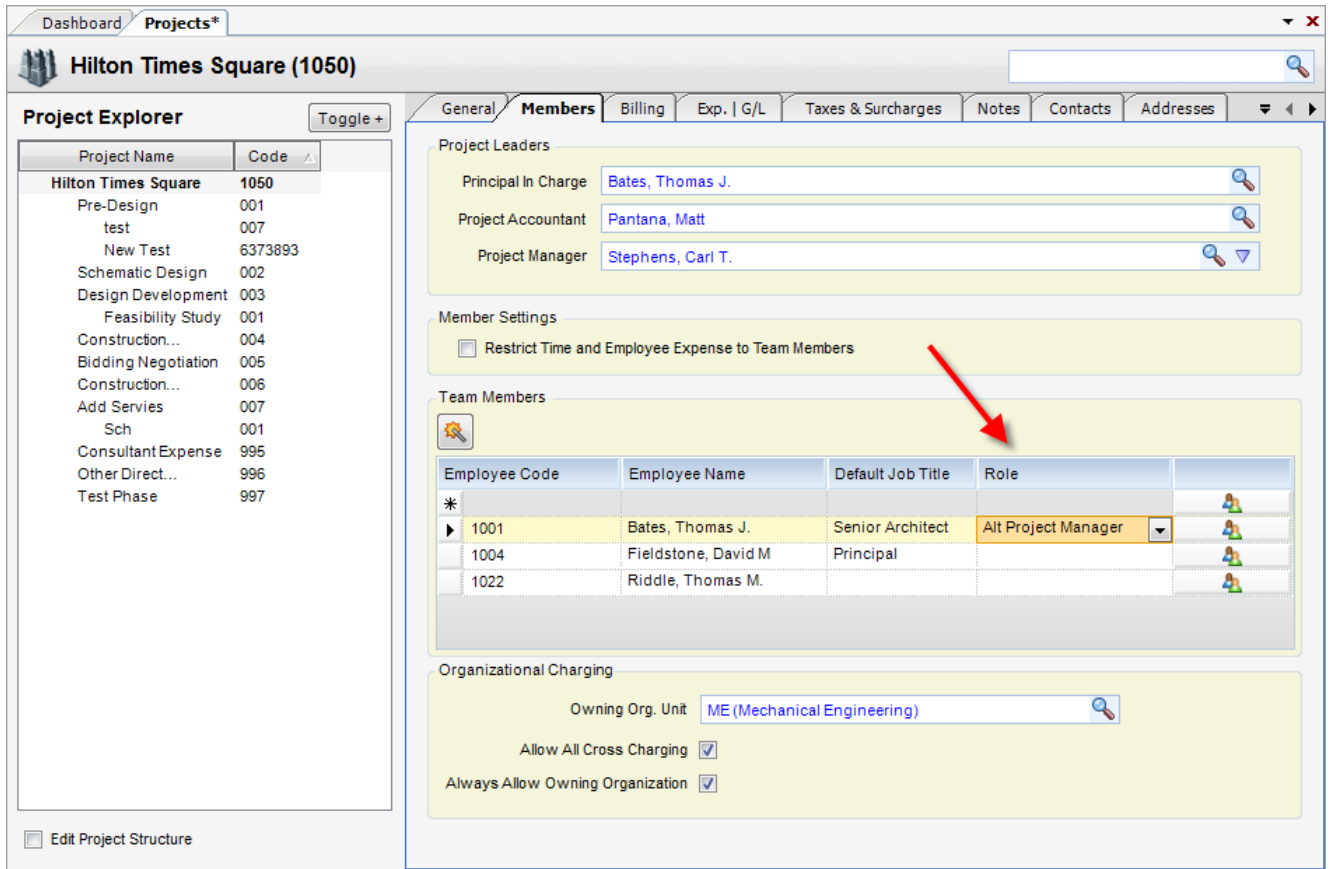 Dashboard Projects*
Hilton Times Square (1050)
Project Explorer Toggle +
Project Name Code
Hilton Times Square 1050
Pre-Design 001
test 007
New Test 6373893
Schematic Design 002
Design Development 003
Feasibility Study 001
Construction... 004
Bidding Negotiation 005
Construction... 006
Add Servies 007
Sch 001
Consultant Expense 995
Other Direct... 996
Test Phase 997
Edit Project Structure
General Members Billing Exp. | G/L Taxes & Surcharges Notes Contacts Addresses
Project Leaders
Principal In Charge Bates, Thomas J.
Project Accountant Pantana, Matt
Project Manager Stephens, Carl T.
Member Settings
Restrict Time and Employee Expense to Team Members
Team Members
Employee Code Employee Name Default Job Title Role
1001 Bates, Thomas J. Senior Architect Alt Project Manager
1004 Fieldstone, David M Principal
1022 Riddle, Thomas M.
Organizational Charging
Owning Org. Unit ME (Mechanical Engineering)
Allow All Cross Charging
Always Allow Owning Organization